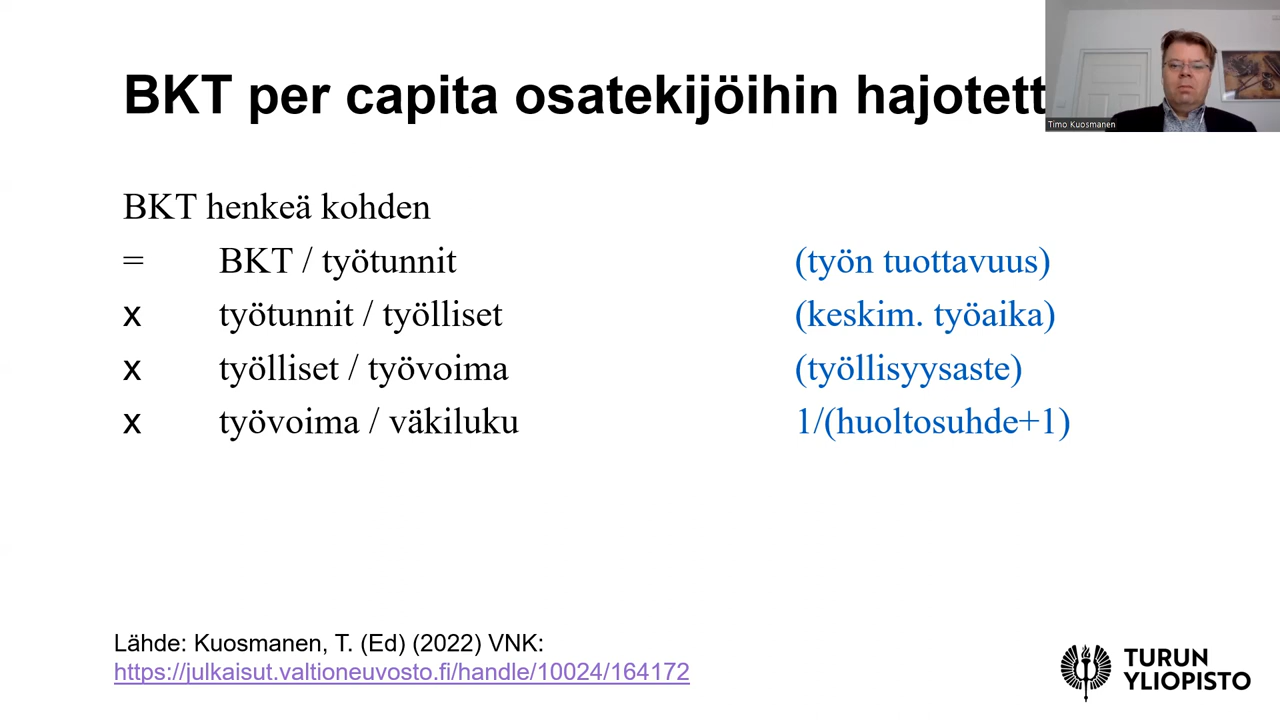 BKT per capita osatekijöihin hajotett
Timo Kuosmanen
BKT henkeä kohden
= BKT / työtunnit (työn tuottavuus)
x työtunnit / työlliset (keskim. työaika)
x työlliset / työvoima (työllisyysaste)
x työvoima / väkiluku 1/(huoltosuhde+1)
Lähde: Kuosmanen, T. (Ed) (2022) VNK:
https://julkaisut.valtioneuvosto.fi/handle/10024/164172
TURUN
YLIOPISTO